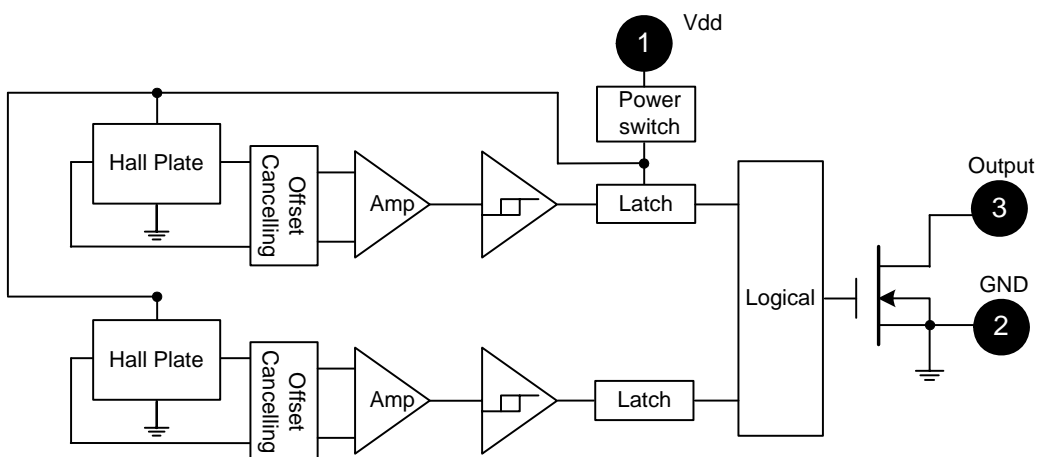 Vdd
1
Power
switch
Hall Plate
Offset
Cancelling
Amp
Latch
Output
3
Logical
GND
2
Hall Plate
Offset
Cancelling
Amp
Latch